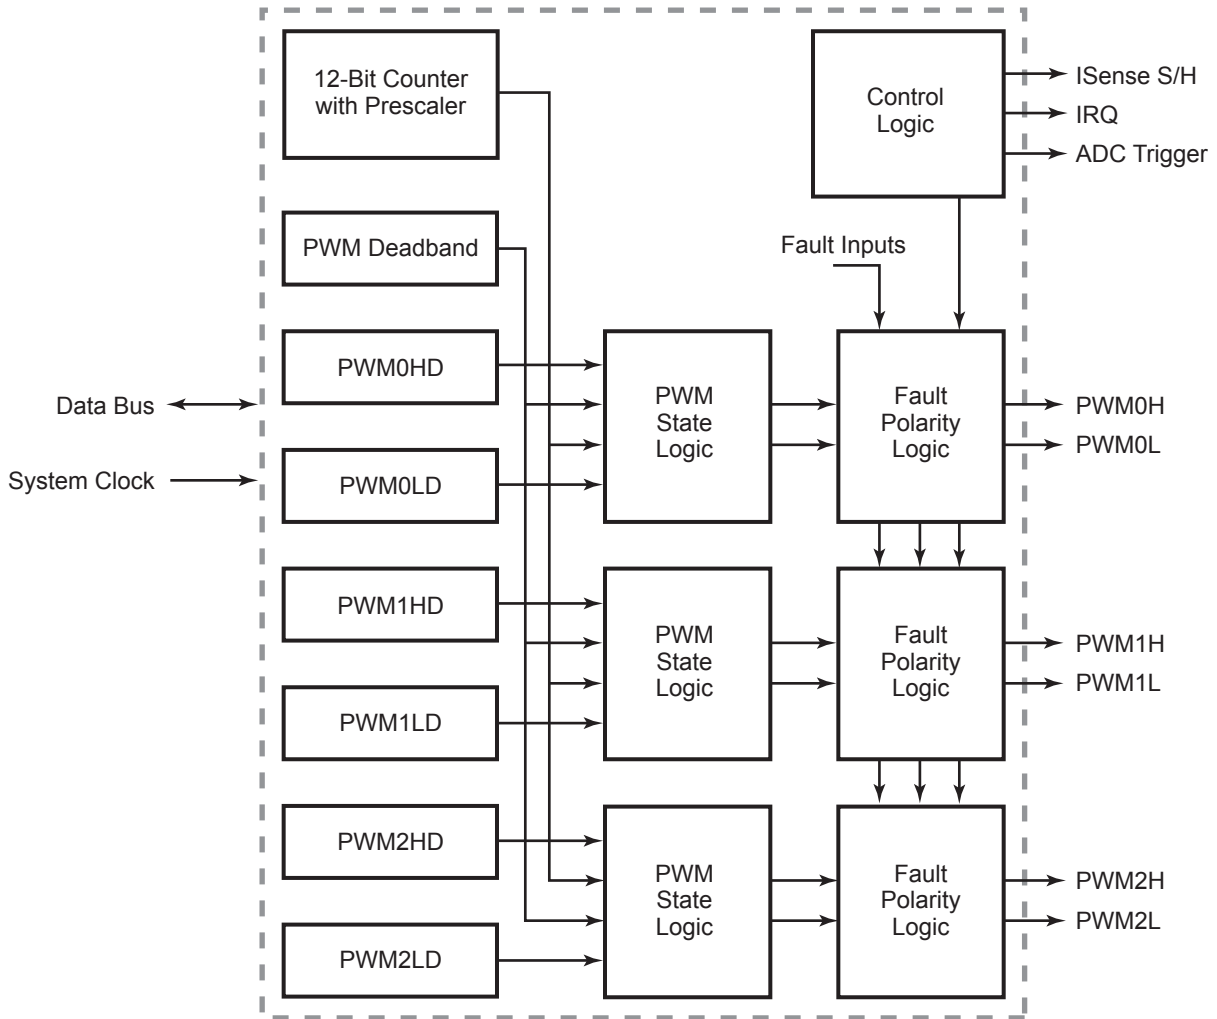 12-Bit Counter
with Prescaler
Control
Logic
ISense S/H
IRQ
ADC Trigger
PWM Deadband
Fault Inputs
PWM0HD
Data Bus
PWM
State
Logic
Fault
Polarity
Logic
PWM0H
PWM0L
System Clock
PWM0LD
PWM1HD
PWM
State
Logic
Fault
Polarity
Logic
PWM1H
PWM1L
PWM1LD
PWM2HD
PWM
State
Logic
Fault
Polarity
Logic
PWM2H
PWM2L
PWM2LD